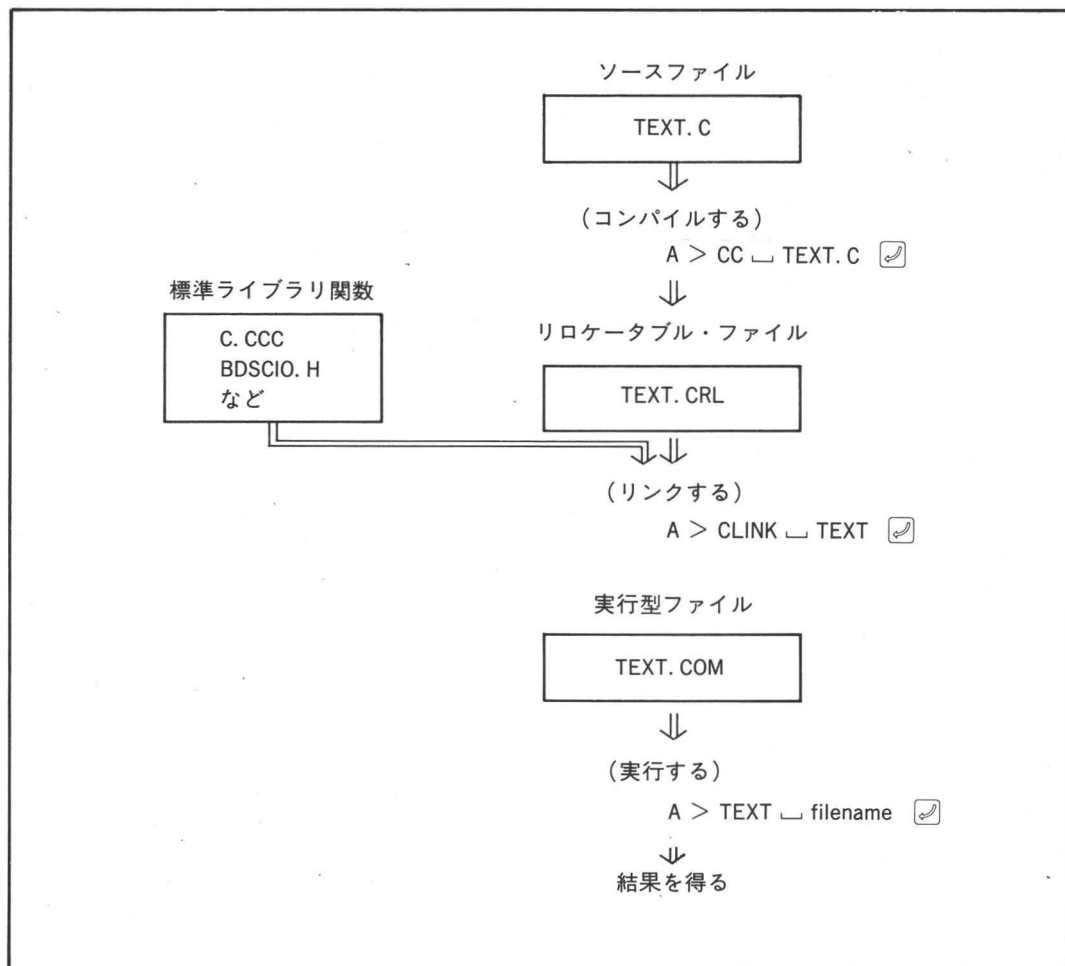 ソースファイル
TEXT. C
(コンパイルする)
A > CC ⎵ TEXT. C
標準ライブラリ関数
C. CCC
BDSCIO. H
など
リロケータブル・ファイル
TEXT. CRL
(リンクする)
A > CLINK ⎵ TEXT
実行型ファイル
TEXT. COM
(実行する)
A > TEXT ⎵ filename
結果を得る